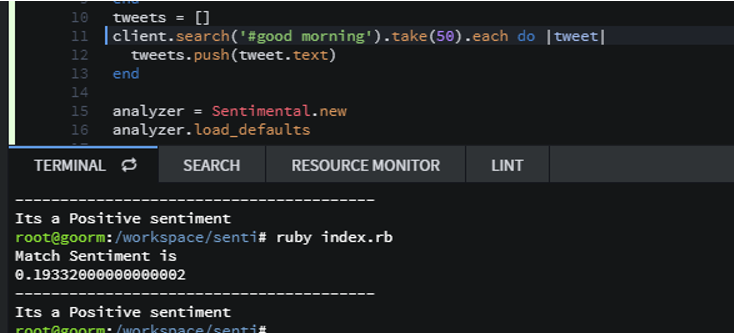 end
10 tweets = []
11 client.search('#good morning').take(50).each do |tweet|
12 tweets.push(tweet.text)
13 end
14
15 analyzer = Sentimental.new
16 analyzer.load_defaults
TERMINAL SEARCH RESOURCE MONITOR LINT
----------------------------------------
Its a Positive sentiment
root@goorm:/workspace/senti# ruby index.rb
Match Sentiment is
0.19332000000000002
----------------------------------------
Its a Positive sentiment
root@goorm:/workspace/senti#